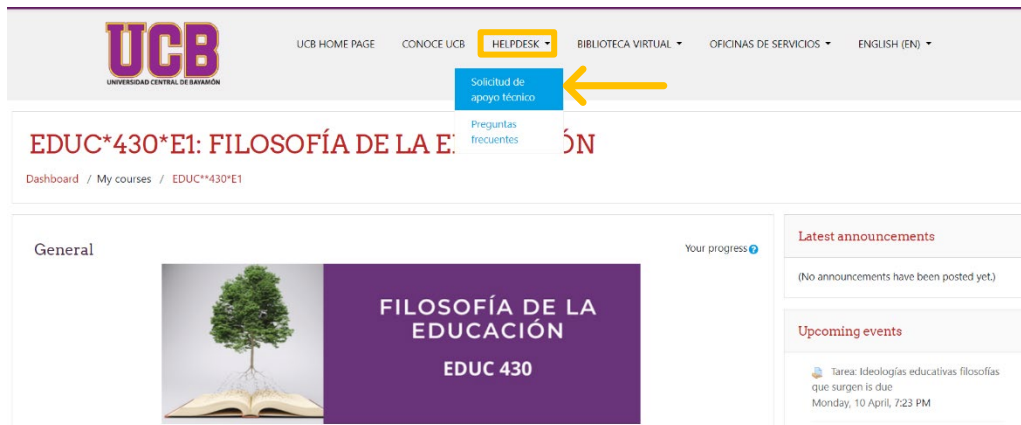 UCB
UNIVERSIDAD CENTRAL DE BAYAMÓN
UCB HOME PAGE CONOCE UCB HELPDESK BIBLIOTECA VIRTUAL OFICINAS DE SERVICIOS ENGLISH (EN)
Solicitud de
apoyo técnico
Preguntas
frecuentes
EDUC*430*E1: FILOSOFÍA DE LA E ÓN
Dashboard / My courses / EDUC**430*E1
General
Your progress
FILOSOFÍA DE LA
EDUCACIÓN
EDUC 430
Latest announcements
(No announcements have been posted yet.)
Upcoming events
Tarea: Ideologías educativas filosofías
que surgen is due
Monday, 10 April, 7:23 PM